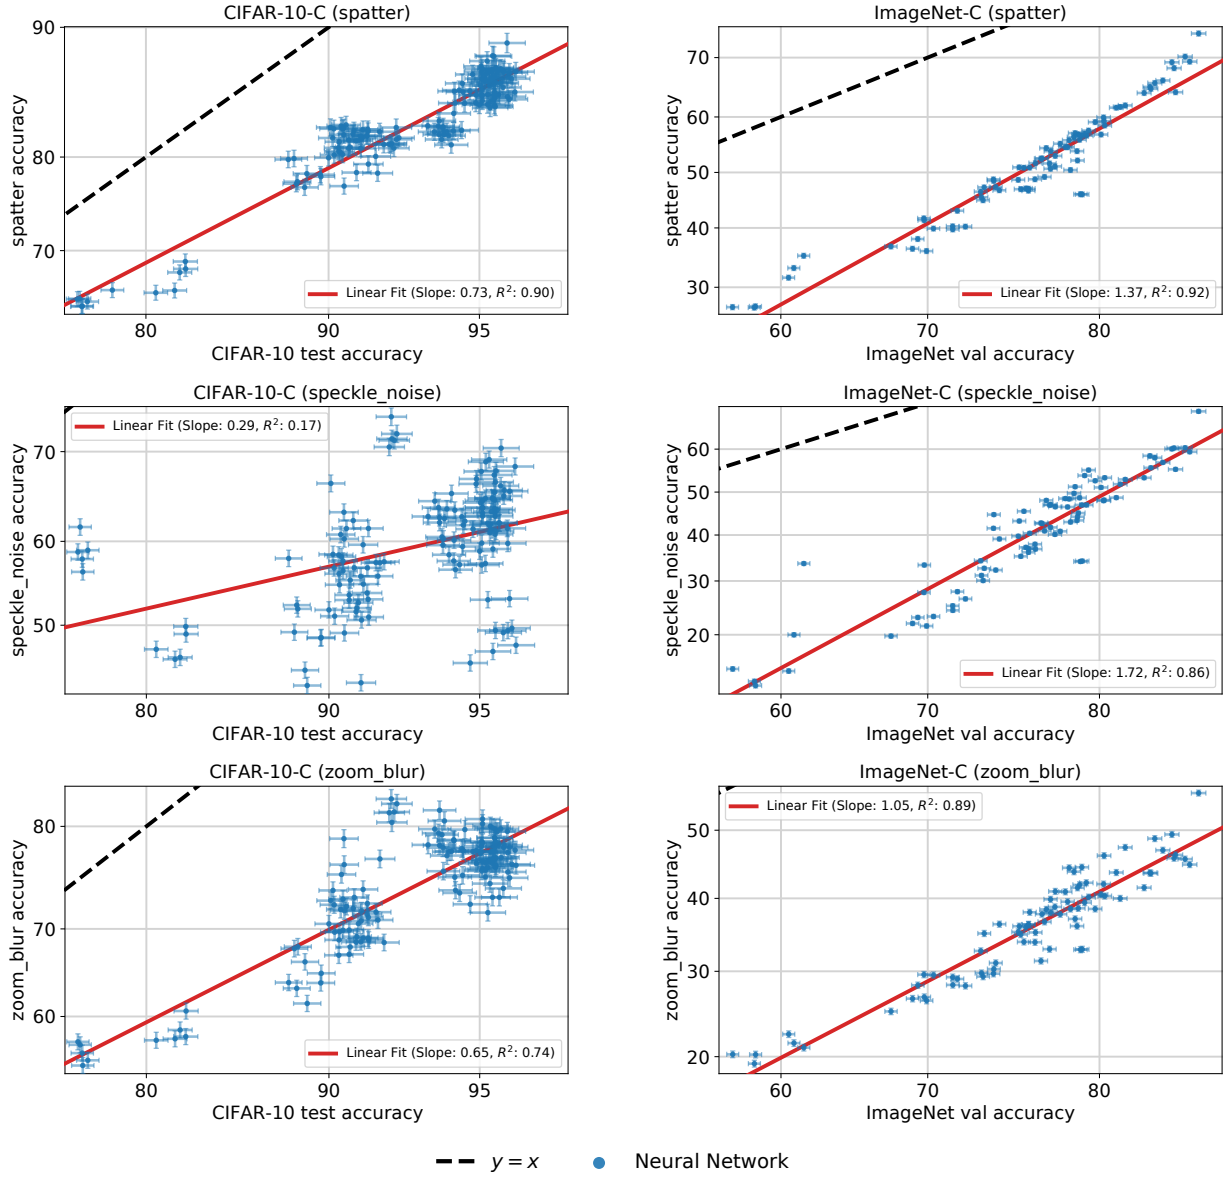 CIFAR-10-C (spatter)
90
80
70
spatter accuracy
Linear Fit (Slope: 0.73, R²: 0.90)
80 90 95
CIFAR-10 test accuracy
ImageNet-C (spatter)
70
60
50
40
30
spatter accuracy
Linear Fit (Slope: 1.37, R²: 0.92)
60 70 80
ImageNet val accuracy
CIFAR-10-C (speckle_noise)
Linear Fit (Slope: 0.29, R²: 0.17)
70
60
50
speckle_noise accuracy
80 90 95
CIFAR-10 test accuracy
ImageNet-C (speckle_noise)
60
50
40
30
20
speckle_noise accuracy
Linear Fit (Slope: 1.72, R²: 0.86)
60 70 80
ImageNet val accuracy
CIFAR-10-C (zoom_blur)
80
70
60
zoom_blur accuracy
Linear Fit (Slope: 0.65, R²: 0.74)
80 90 95
CIFAR-10 test accuracy
ImageNet-C (zoom_blur)
Linear Fit (Slope: 1.05, R²: 0.89)
50
40
30
20
zoom_blur accuracy
60 70 80
ImageNet val accuracy
y = x Neural Network